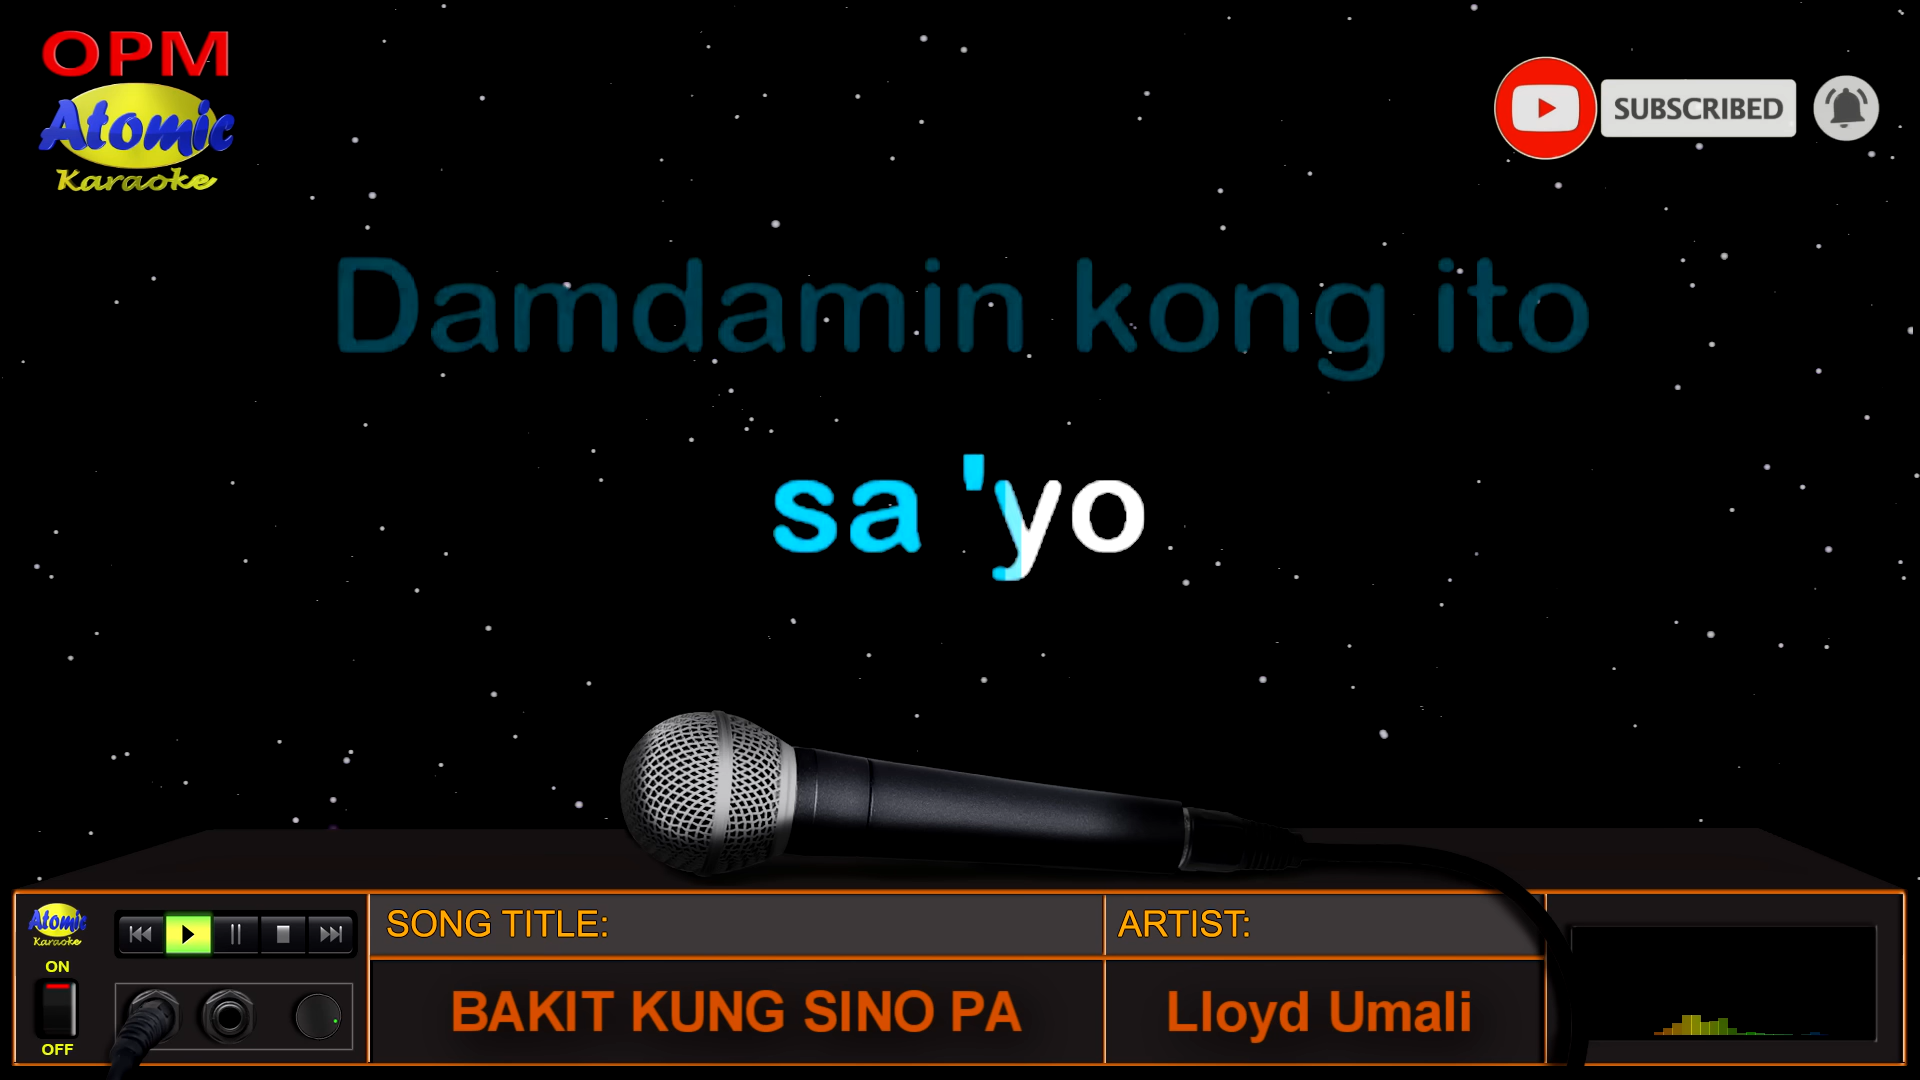 OPM
Atomic
Karaoke
SUBSCRIBED
Damdamin kong ito
sa 'yo
Atomic
Karaoke
ON
OFF
SONG TITLE:
ARTIST:
BAKIT KUNG SINO PA
Lloyd Umali